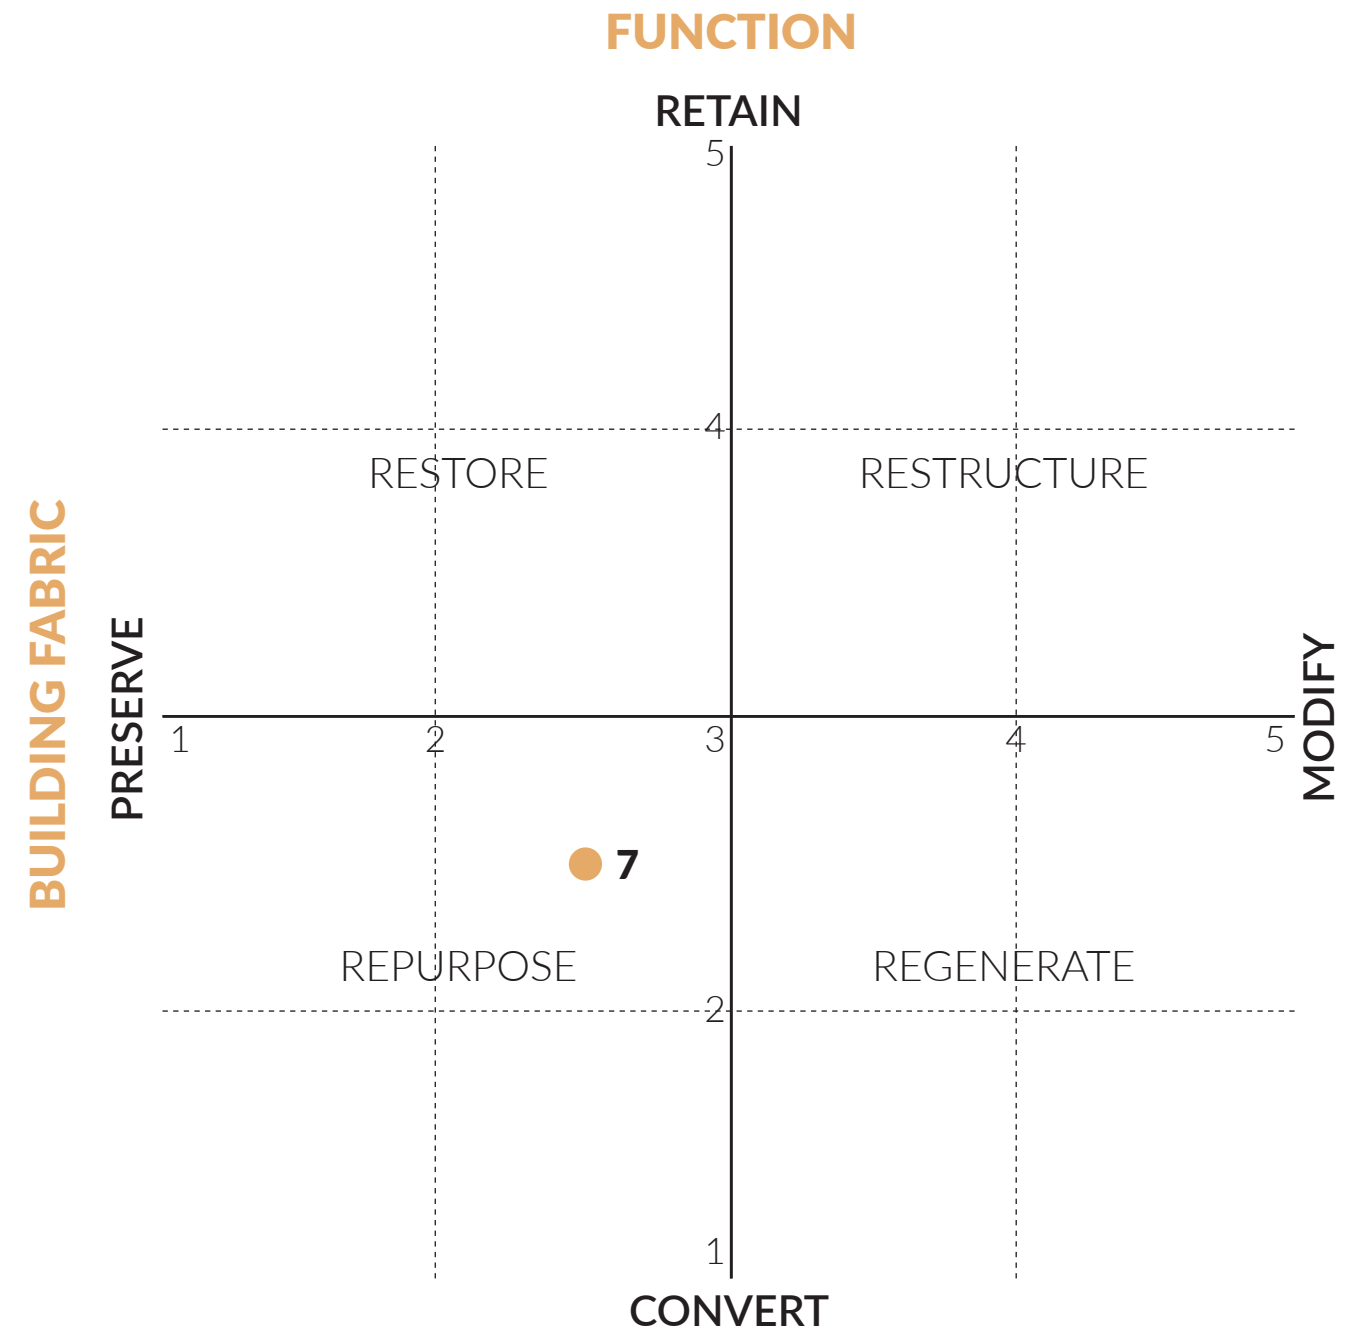 FUNCTION
RETAIN
5
4
RESTORE
RESTRUCTURE
BUILDING FABRIC
PRESERVE
MODIFY
1
2
3
4
5
7
REPURPOSE
REGENERATE
2
1
CONVERT